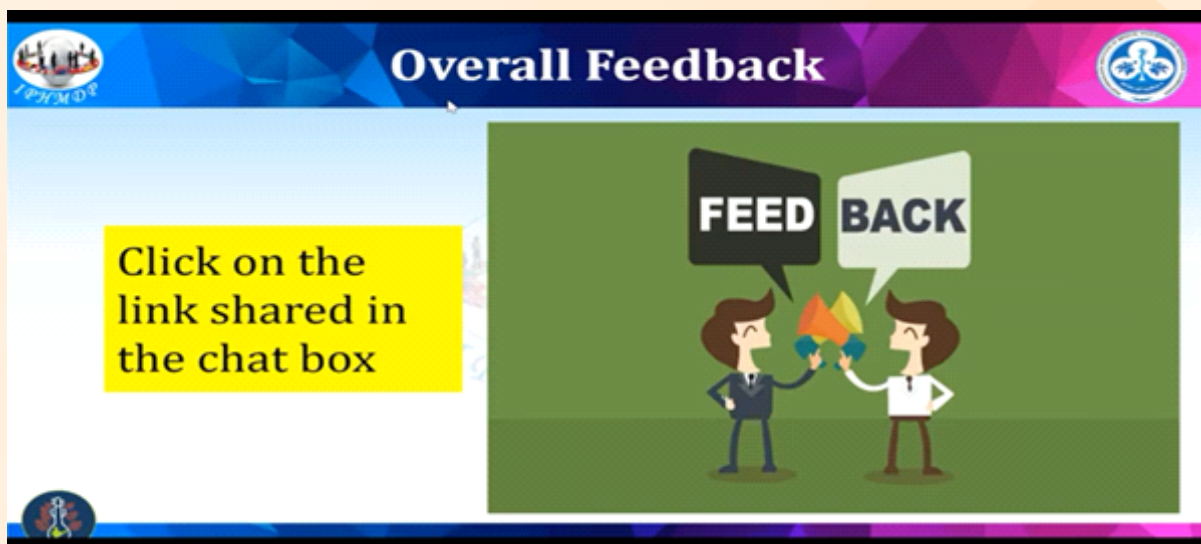 IPHMDP
Overall Feedback
Click on the
link shared in
the chat box
FEED BACK